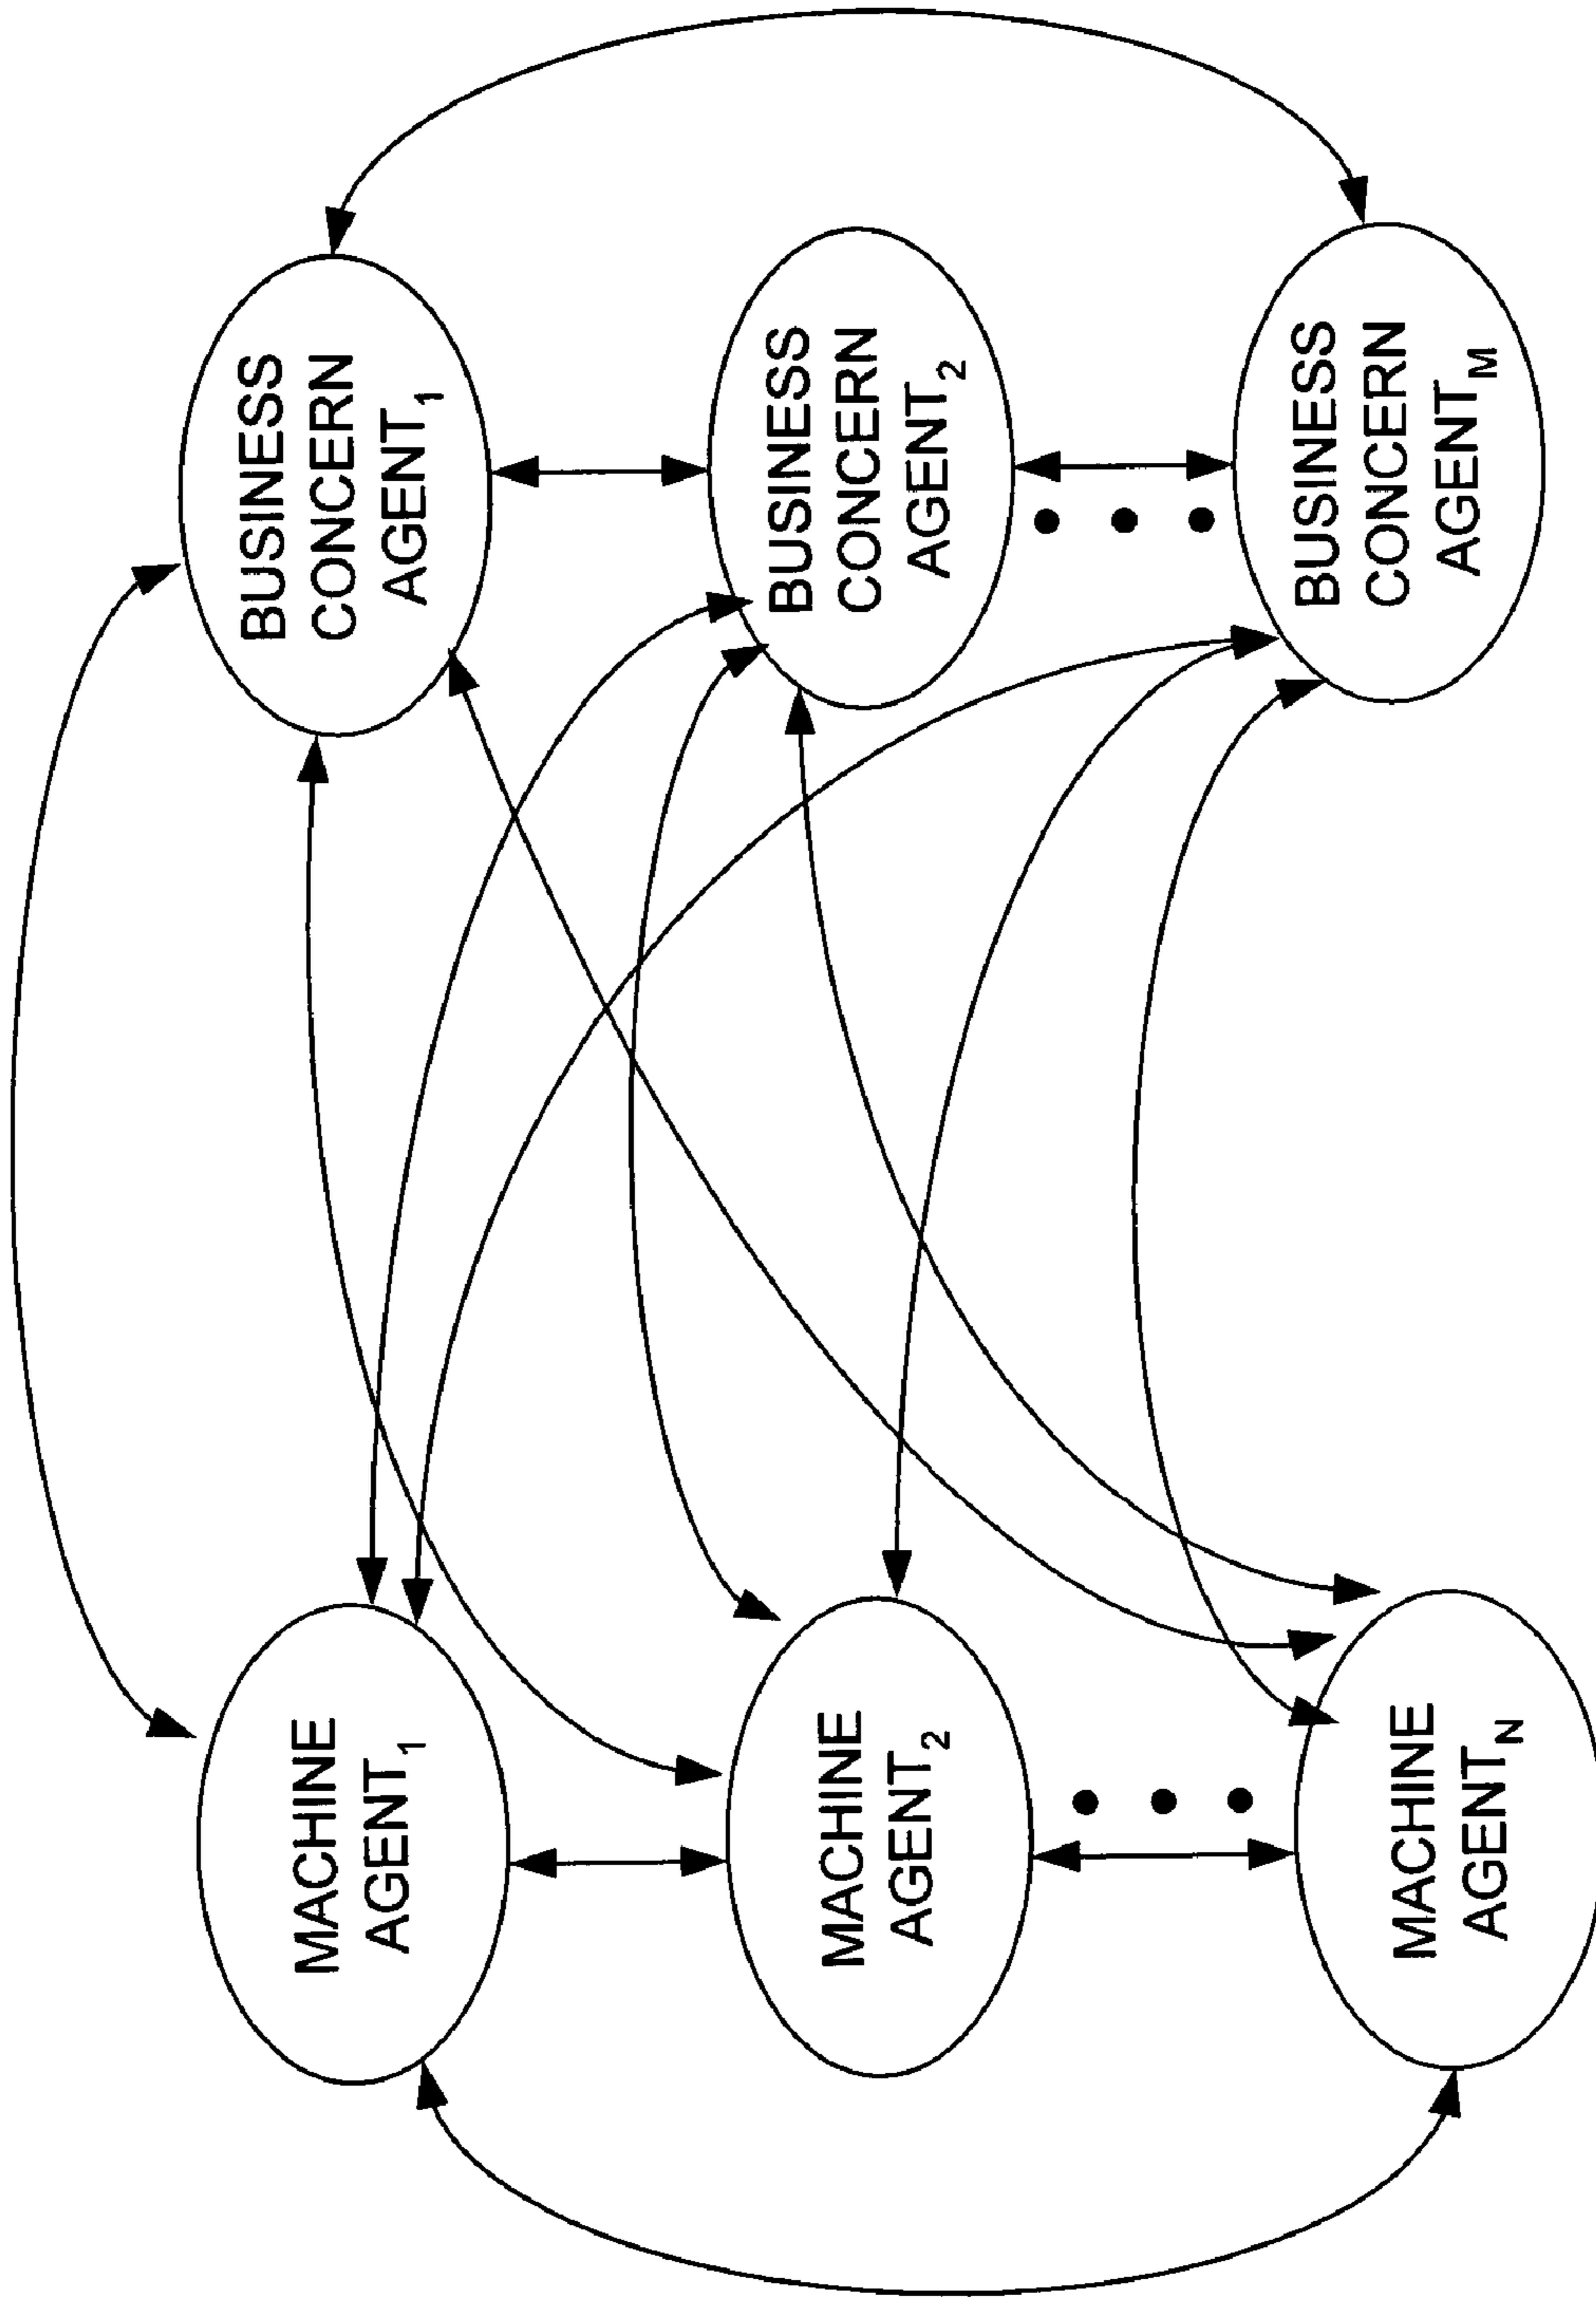 MACHINE
AGENT1
MACHINE
AGENT2
MACHINE
AGENTN
BUSINESS
CONCERN
AGENT1
BUSINESS
CONCERN
AGENT2
BUSINESS
CONCERN
AGENTM